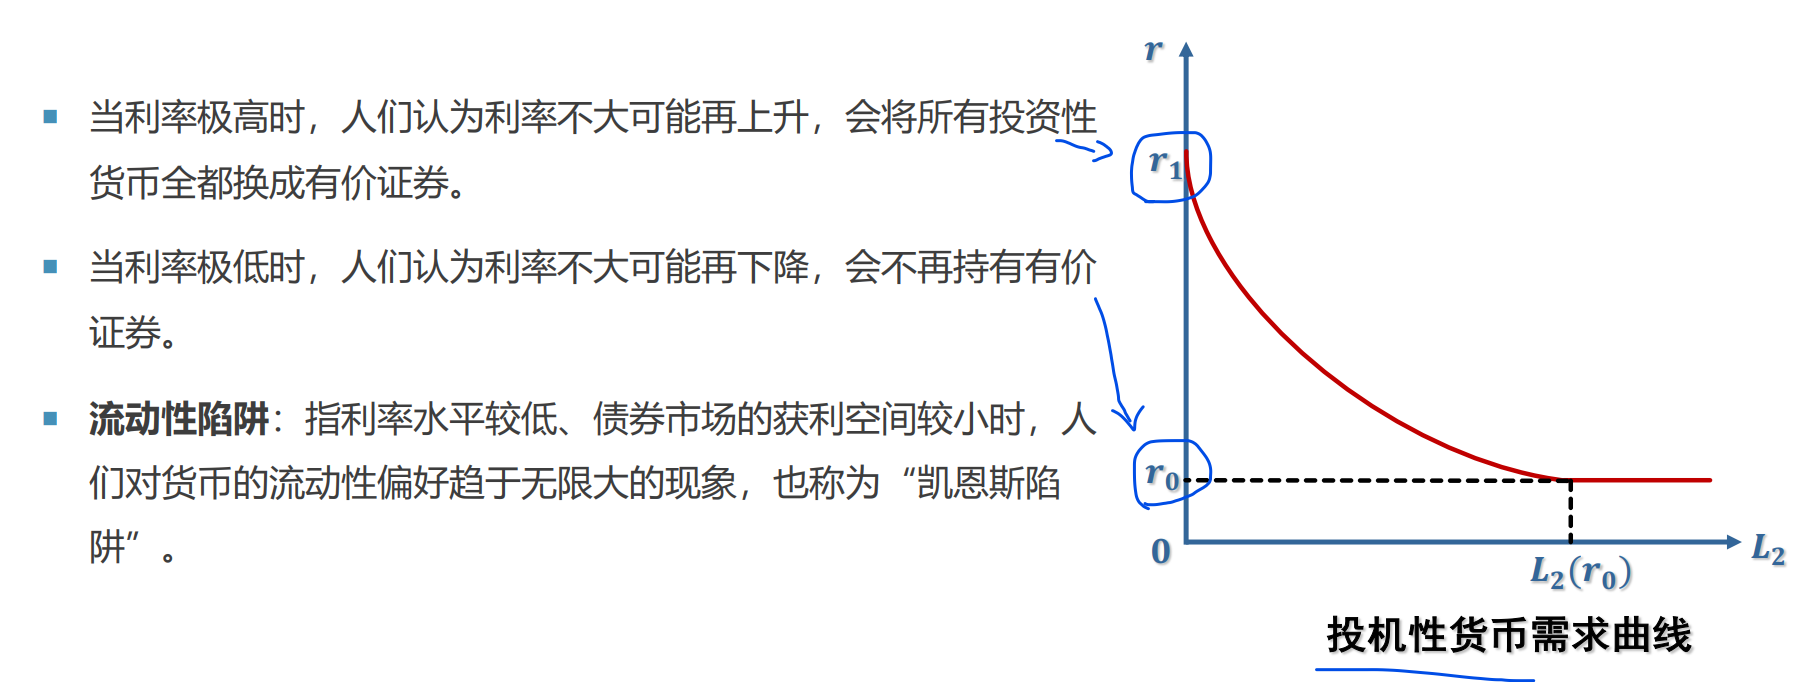 当利率极高时，人们认为利率不大可能再上升，会将所有投资性
货币全都换成有价证券。
当利率极低时，人们认为利率不大可能再下降，会不再持有有价
证券。
流动性陷阱：指利率水平较低、债券市场的获利空间较小时，人
们对货币的流动性偏好趋于无限大的现象，也称为“凯恩斯陷
阱”。
r
r₁
r₀
0
L₂
L₂(r₀)
投机性货币需求曲线